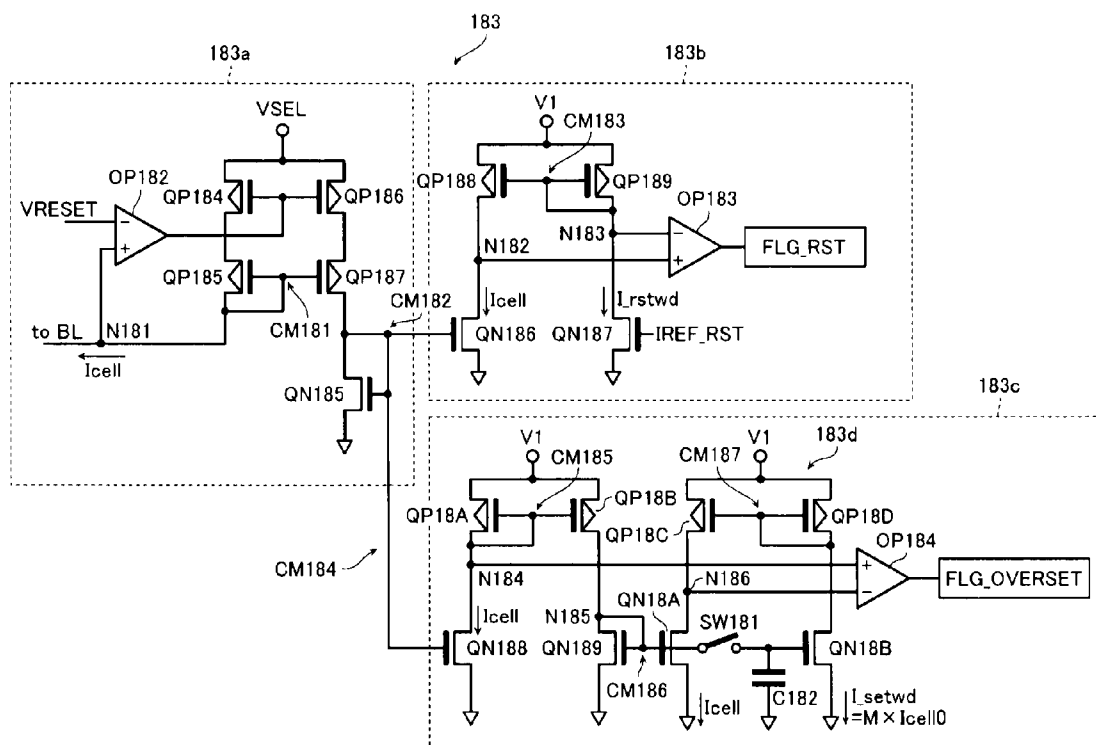 183
183a
183b
VSEL
V1
CM183
OP182
QP184
QP186
QP188
QP189
OP183
VRESET
N182
N183
FLG_RST
QP185
QP187
CM182
to BL
N181
CM181
Icell
Icell
I_rstwd
QN186
QN187
IREF_RST
QN185
183c
V1
CM185
V1
183d
CM187
QP18A
QP18B
QP18C
QP18D
OP184
CM184
N184
N186
FLG_OVERSET
Icell
N185
QN18A
SW181
QN188
QN189
QN18B
CM186
C182
Icell
I_setwd
=M×Icell0